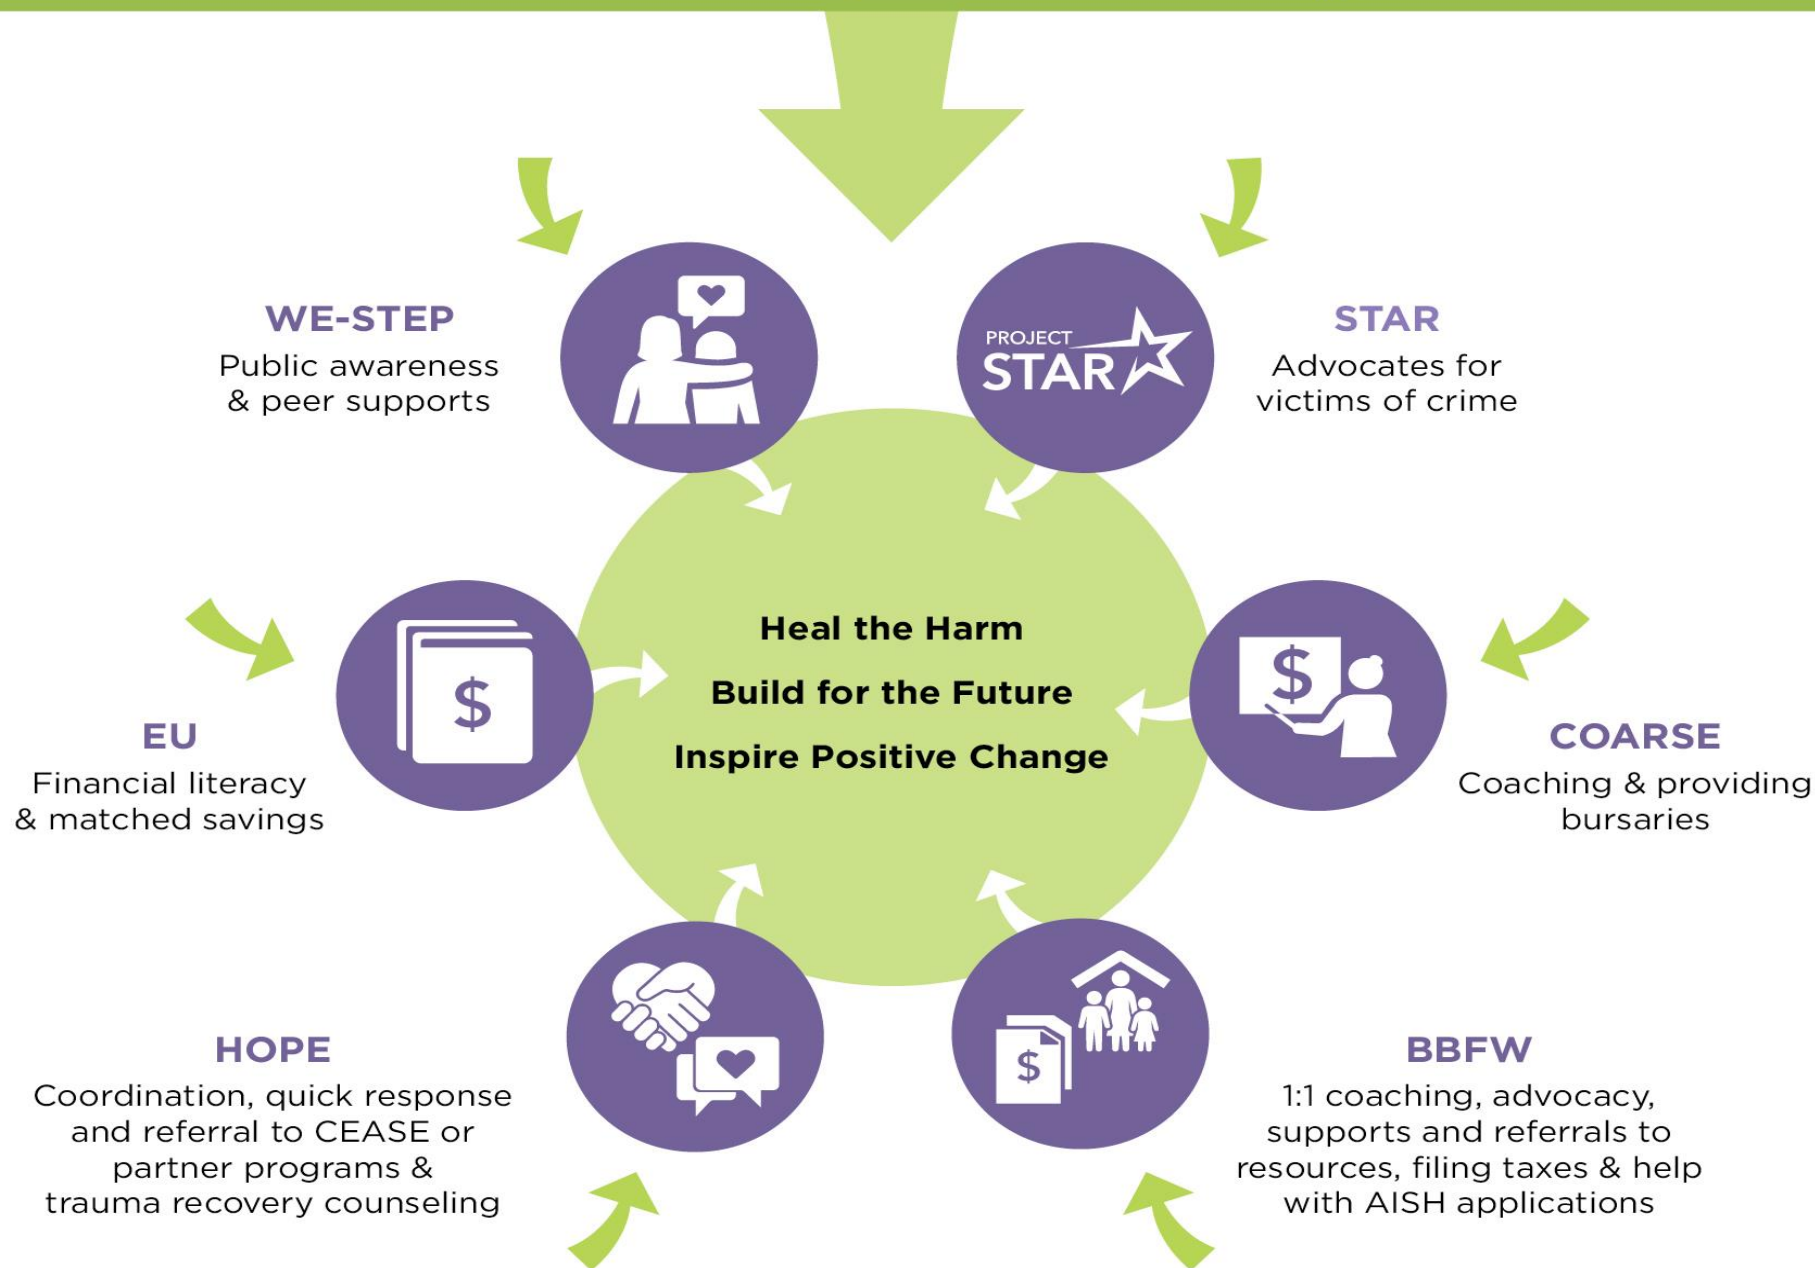 WE-STEP
Public awareness
& peer supports
PROJECT
STAR
STAR
Advocates for
victims of crime
Heal the Harm
Build for the Future
Inspire Positive Change
EU
Financial literacy
& matched savings
$
$
COARSE
Coaching & providing
bursaries
HOPE
Coordination, quick response
and referral to CEASE or
partner programs &
trauma recovery counseling
$
BBFW
1:1 coaching, advocacy,
supports and referrals to
resources, filing taxes & help
with AISH applications